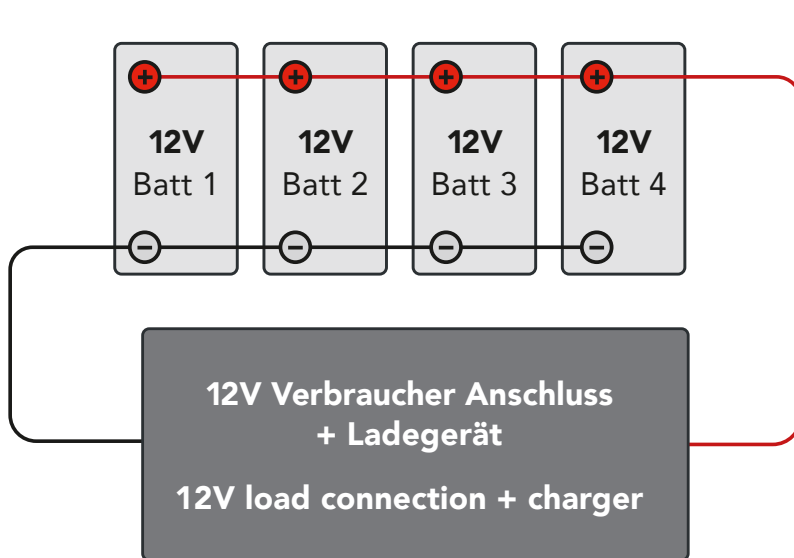 + + + +
12V 12V 12V 12V
Batt 1 Batt 2 Batt 3 Batt 4
− − − −
12V Verbraucher Anschluss
+ Ladegerät
12V load connection + charger